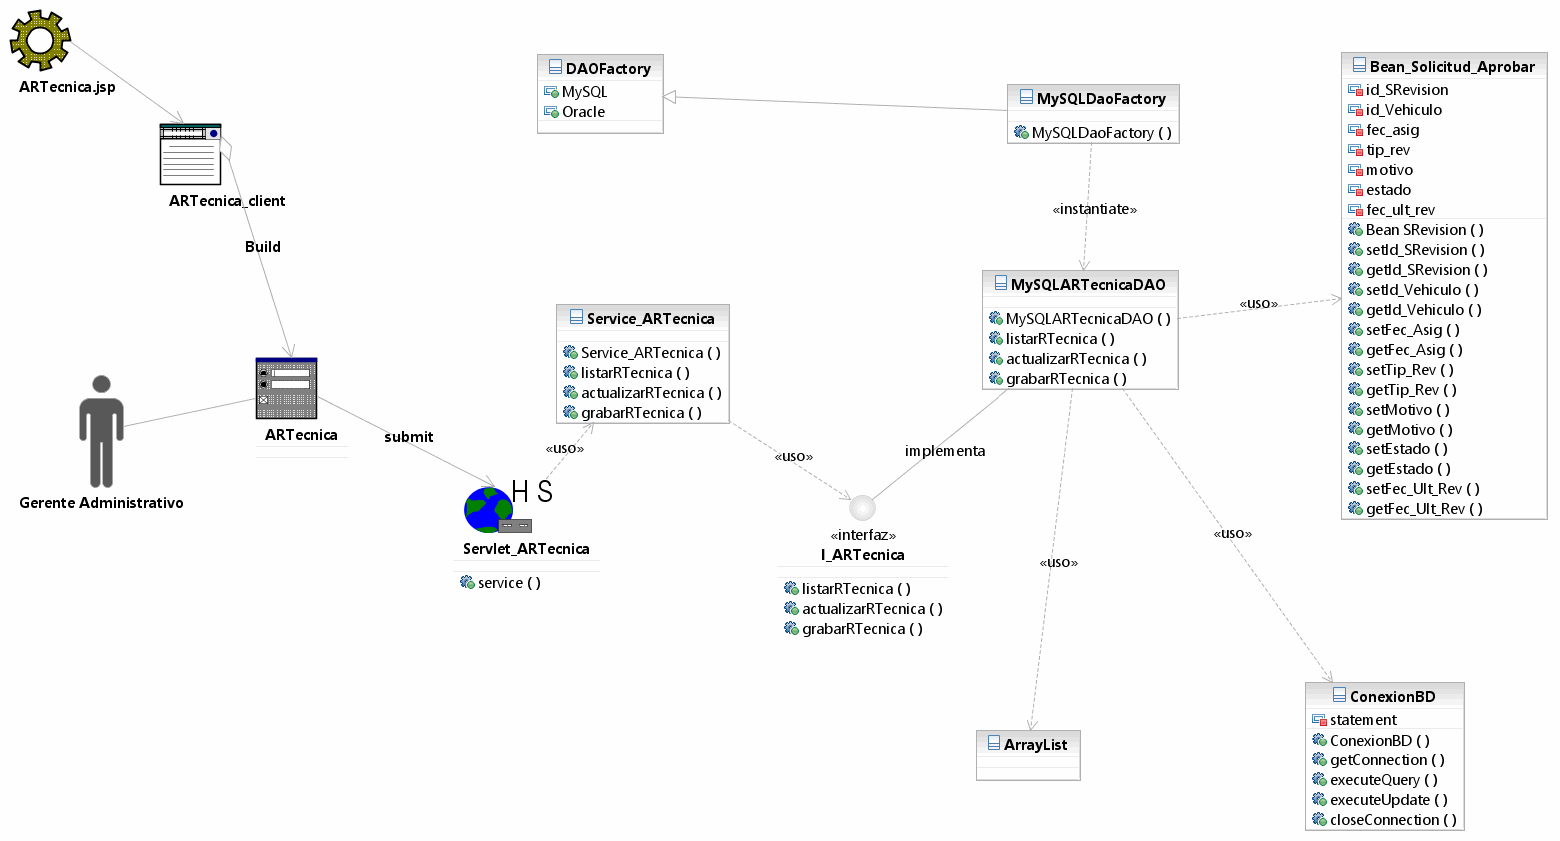 ARTecnica.jsp
ARTecnica_client
Build
ARTecnica
submit
Gerente Administrativo
H S
Servlet_ARTecnica
service ( )
«uso»
DAOFactory
MySQL
Oracle
Service_ARTecnica
Service_ARTecnica ( )
listarRTecnica ( )
actualizarRTecnica ( )
grabarRTecnica ( )
«uso»
«interfaz»
I_ARTecnica
listarRTecnica ( )
actualizarRTecnica ( )
grabarRTecnica ( )
implementa
MySQLDaoFactory
MySQLDaoFactory ( )
«instantiate»
MySQLARTecnicaDAO
MySQLARTecnicaDAO ( )
listarRTecnica ( )
actualizarRTecnica ( )
grabarRTecnica ( )
«uso»
«uso»
«uso»
ArrayList
Bean_Solicitud_Aprobar
id_SRevision
id_Vehiculo
fec_asig
tip_rev
motivo
estado
fec_ult_rev
Bean SRevision ( )
setId_SRevision ( )
getId_SRevision ( )
setId_Vehiculo ( )
getId_Vehiculo ( )
setFec_Asig ( )
getFec_Asig ( )
setTip_Rev ( )
getTip_Rev ( )
setMotivo ( )
getMotivo ( )
setEstado ( )
getEstado ( )
setFec_Ult_Rev ( )
getFec_Ult_Rev ( )
ConexionBD
statement
ConexionBD ( )
getConnection ( )
executeQuery ( )
executeUpdate ( )
closeConnection ( )